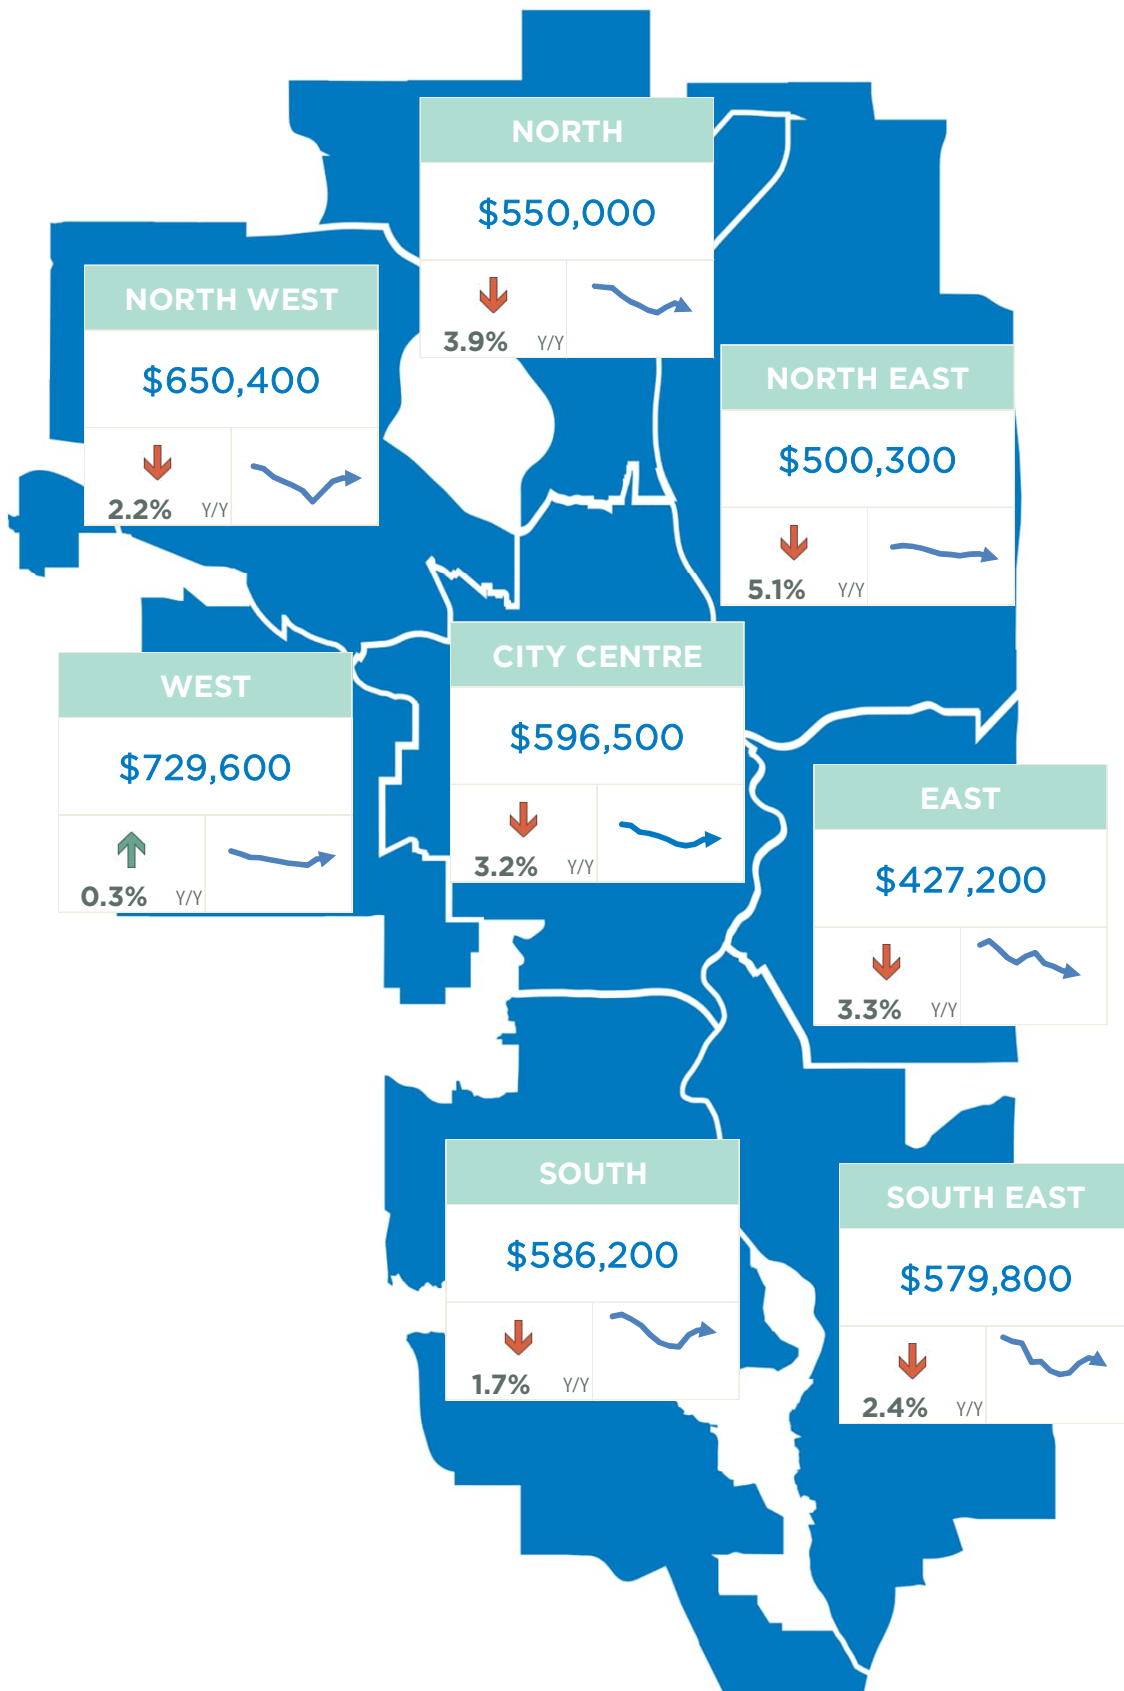 NORTH
$550,000
3.9% Y/Y
NORTH WEST
$650,400
2.2% Y/Y
NORTH EAST
$500,300
5.1% Y/Y
WEST
$729,600
0.3% Y/Y
CITY CENTRE
$596,500
3.2% Y/Y
EAST
$427,200
3.3% Y/Y
SOUTH
$586,200
1.7% Y/Y
SOUTH EAST
$579,800
2.4% Y/Y